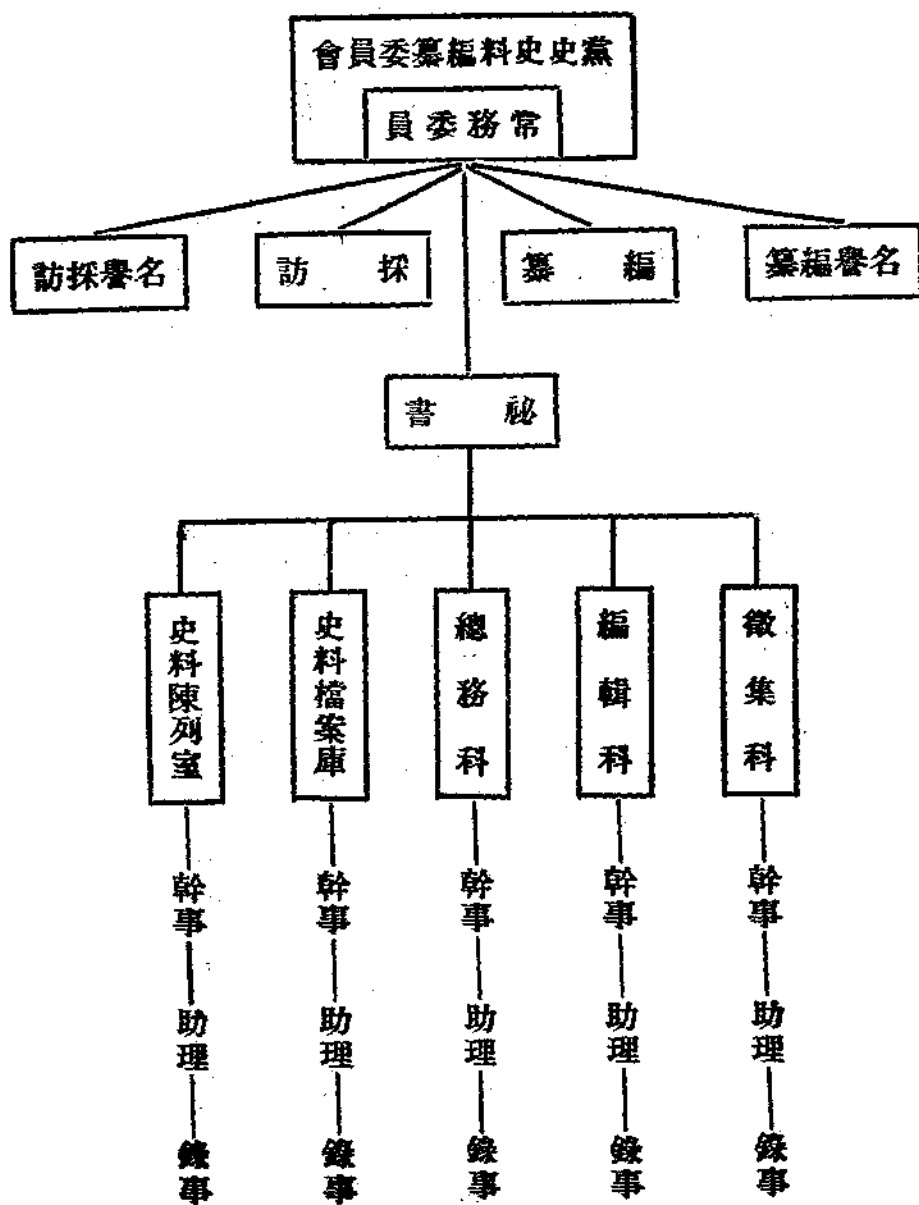 黨史史料編纂委員會
常務委員
名譽編纂
編纂
採訪
名譽採訪
祕書
徵集科
編輯科
總務科
史料檔案庫
史料陳列室
幹事
幹事
幹事
幹事
幹事
助理
助理
助理
助理
助理
錄事
錄事
錄事
錄事
錄事